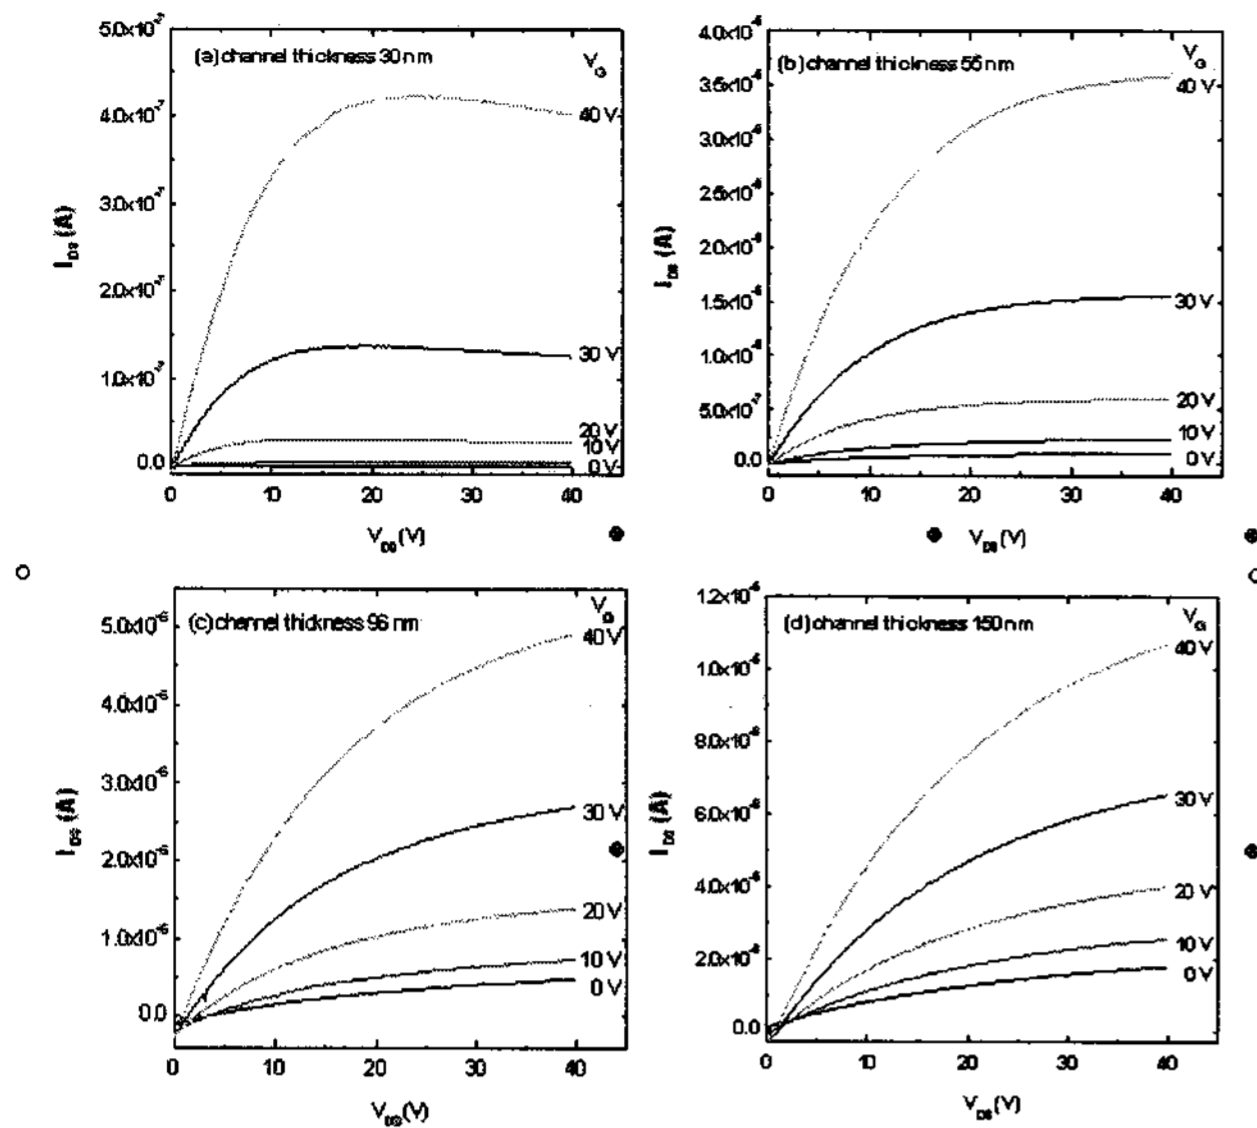 (a) channel thickness 30 nm
V_G
5.0x10
4.0x10^-7
3.0x10
2.0x10
1.0x10
0.0
40 V
30 V
20 V
10 V
0 V
0 10 20 30 40
I_DS (A)
V_DS (V)
(b) channel thickness 55 nm
V_G
4.0x10^-6
3.5x10^-6
3.0x10^-6
2.5x10^-6
2.0x10^-6
1.5x10^-6
1.0x10^-6
5.0x10^-7
0.0
40 V
30 V
20 V
10 V
0 V
0 10 20 30 40
I_DS (A)
V_DS (V)
(c) channel thickness 96 nm
V_G
5.0x10^-6
4.0x10^-6
3.0x10^-6
2.0x10^-6
1.0x10^-6
0.0
40 V
30 V
20 V
10 V
0 V
0 10 20 30 40
I_DS (A)
V_DS (V)
(d) channel thickness 150 nm
V_G
1.2x10
1.0x10
8.0x10^-6
6.0x10^-6
4.0x10^-6
2.0x10^-6
0.0
40 V
30 V
20 V
10 V
0 V
0 10 20 30 40
I_DS (A)
V_DS (V)